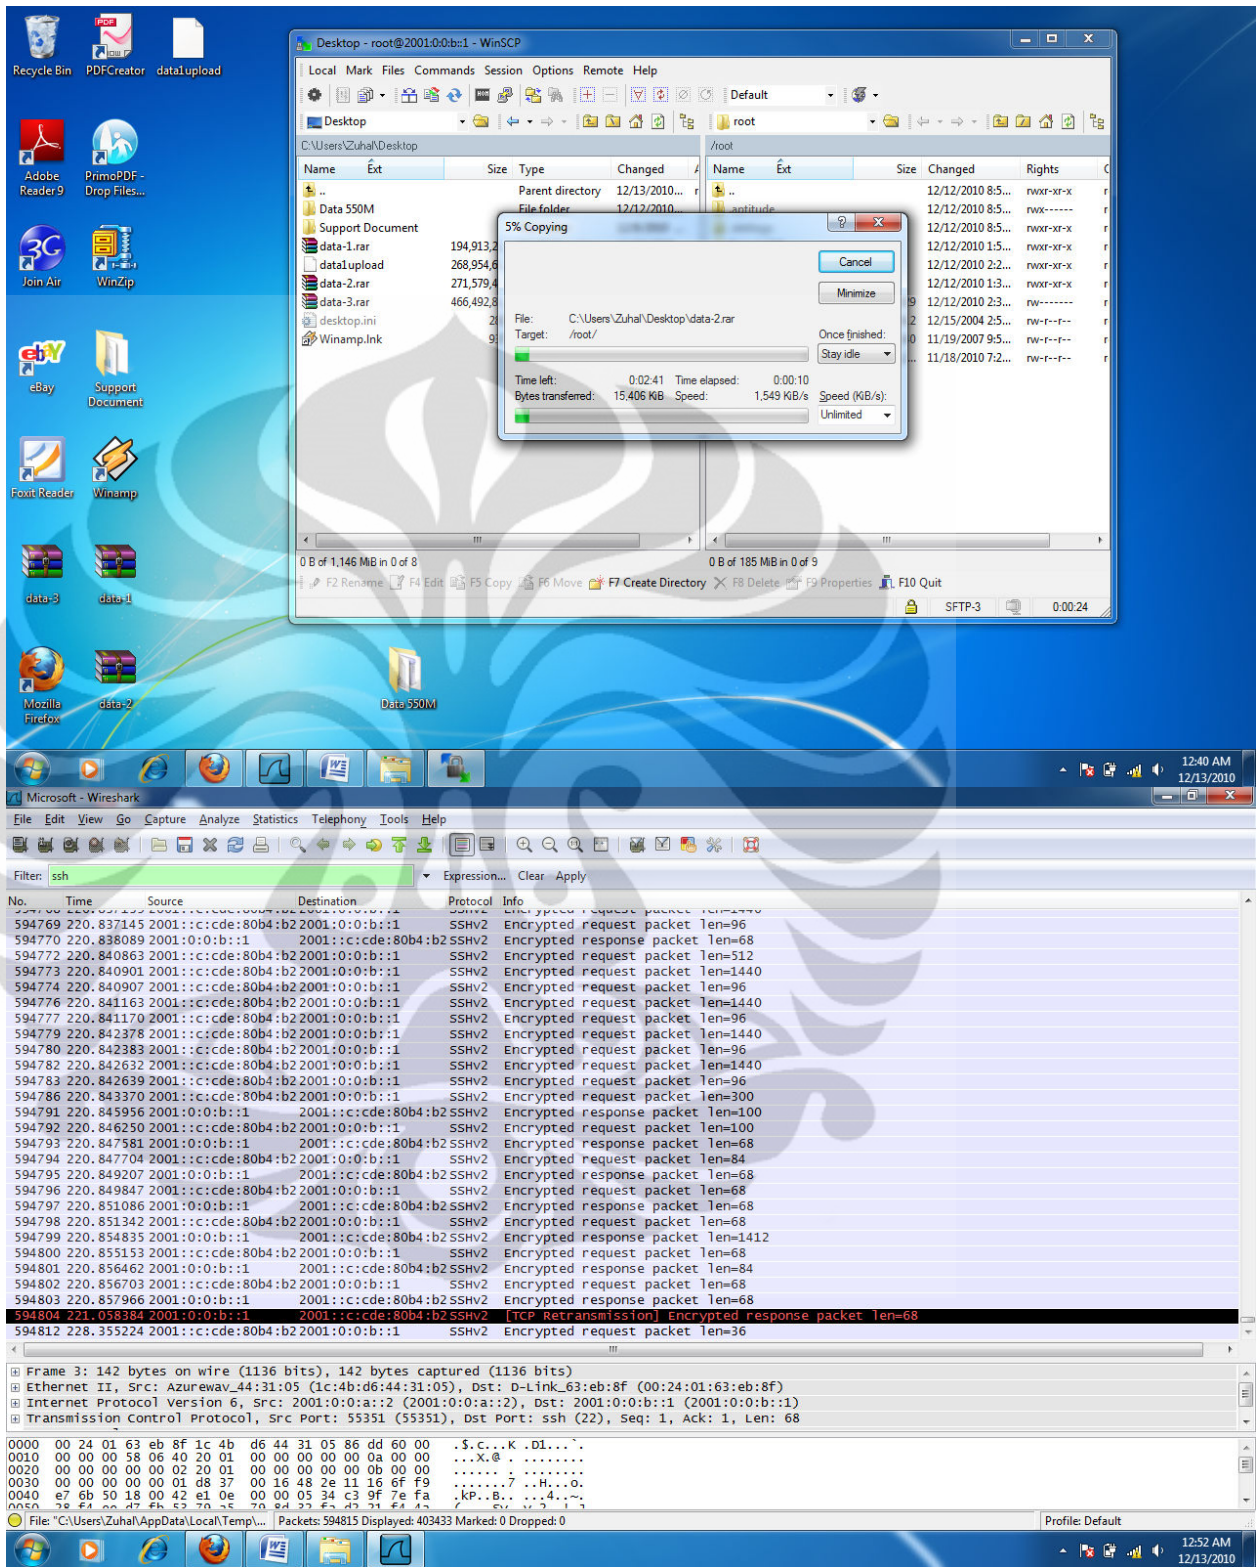 Recycle Bin
PDFCreator
data1upload
Adobe Reader 9
PrimoPDF - Drop Files...
Join Air
WinZip
eBay
Support Document
Foxit Reader
Winamp
data-3
data-1
Mozilla Firefox
data-2
Data 550M
Desktop - root@2001:0:0:b::1 - WinSCP
Local Mark Files Commands Session Options Remote Help
Default
Desktop
root
C:\Users\Zuhal\Desktop
/root
Name Ext Size Type Changed
Name Ext Size Changed Rights
.. Parent directory 12/13/2010...
Data 550M File folder 12/12/2010...
Support Document
data-1.rar 194,913,2
data1upload 268,954,6
data-2.rar 271,579,4
data-3.rar 466,492,8
desktop.ini 28
Winamp.lnk 93
.. 12/12/2010 8:5... rwxr-xr-x
aptitude 12/12/2010 8:5... rwx------
12/12/2010 8:5... rwxr-xr-x
12/12/2010 1:5... rwxr-xr-x
12/12/2010 2:2... rwxr-xr-x
12/12/2010 1:3... rwxr-xr-x
12/12/2010 2:3... rw-------
12/15/2004 2:5... rw-r--r--
11/19/2007 9:5... rw-r--r--
11/18/2010 7:2... rw-r--r--
5% Copying
Cancel
Minimize
File: C:\Users\Zuhal\Desktop\data-2.rar
Target: /root/
Once finished:
Stay idle
Time left: 0:02:41 Time elapsed: 0:00:10
Bytes transferred: 15,406 KiB Speed: 1,549 KiB/s Speed (KiB/s):
Unlimited
0 B of 1,146 MiB in 0 of 8
0 B of 185 MiB in 0 of 9
F2 Rename F4 Edit F5 Copy F6 Move F7 Create Directory F8 Delete F9 Properties F10 Quit
SFTP-3 0:00:24
12:40 AM
12/13/2010
Microsoft - Wireshark
File Edit View Go Capture Analyze Statistics Telephony Tools Help
Filter: ssh Expression... Clear Apply
No. Time Source Destination Protocol Info
594769 220.837145 2001::c:cde:80b4:b2 2001:0:0:b::1 SSHv2 Encrypted request packet len=96
594770 220.838089 2001:0:0:b::1 2001::c:cde:80b4:b2 SSHv2 Encrypted response packet len=68
594772 220.840863 2001::c:cde:80b4:b2 2001:0:0:b::1 SSHv2 Encrypted request packet len=512
594773 220.840901 2001::c:cde:80b4:b2 2001:0:0:b::1 SSHv2 Encrypted request packet len=1440
594774 220.840907 2001::c:cde:80b4:b2 2001:0:0:b::1 SSHv2 Encrypted request packet len=96
594776 220.841163 2001::c:cde:80b4:b2 2001:0:0:b::1 SSHv2 Encrypted request packet len=1440
594777 220.841170 2001::c:cde:80b4:b2 2001:0:0:b::1 SSHv2 Encrypted request packet len=96
594779 220.842378 2001::c:cde:80b4:b2 2001:0:0:b::1 SSHv2 Encrypted request packet len=1440
594780 220.842383 2001::c:cde:80b4:b2 2001:0:0:b::1 SSHv2 Encrypted request packet len=96
594782 220.842632 2001::c:cde:80b4:b2 2001:0:0:b::1 SSHv2 Encrypted request packet len=1440
594783 220.842639 2001::c:cde:80b4:b2 2001:0:0:b::1 SSHv2 Encrypted request packet len=96
594786 220.843370 2001::c:cde:80b4:b2 2001:0:0:b::1 SSHv2 Encrypted request packet len=300
594791 220.845956 2001:0:0:b::1 2001::c:cde:80b4:b2 SSHv2 Encrypted response packet len=100
594792 220.846250 2001::c:cde:80b4:b2 2001:0:0:b::1 SSHv2 Encrypted request packet len=100
594793 220.847581 2001:0:0:b::1 2001::c:cde:80b4:b2 SSHv2 Encrypted response packet len=68
594794 220.847704 2001::c:cde:80b4:b2 2001:0:0:b::1 SSHv2 Encrypted request packet len=84
594795 220.849207 2001:0:0:b::1 2001::c:cde:80b4:b2 SSHv2 Encrypted response packet len=68
594796 220.849847 2001::c:cde:80b4:b2 2001:0:0:b::1 SSHv2 Encrypted request packet len=68
594797 220.851086 2001:0:0:b::1 2001::c:cde:80b4:b2 SSHv2 Encrypted response packet len=68
594798 220.851342 2001::c:cde:80b4:b2 2001:0:0:b::1 SSHv2 Encrypted request packet len=68
594799 220.854835 2001:0:0:b::1 2001::c:cde:80b4:b2 SSHv2 Encrypted response packet len=1412
594800 220.855153 2001::c:cde:80b4:b2 2001:0:0:b::1 SSHv2 Encrypted request packet len=68
594801 220.856462 2001:0:0:b::1 2001::c:cde:80b4:b2 SSHv2 Encrypted response packet len=84
594802 220.856703 2001::c:cde:80b4:b2 2001:0:0:b::1 SSHv2 Encrypted request packet len=68
594803 220.857966 2001:0:0:b::1 2001::c:cde:80b4:b2 SSHv2 Encrypted response packet len=68
594804 221.058384 2001:0:0:b::1 2001::c:cde:80b4:b2 SSHv2 [TCP Retransmission] Encrypted response packet len=68
594812 228.355224 2001::c:cde:80b4:b2 2001:0:0:b::1 SSHv2 Encrypted request packet len=36
Frame 3: 142 bytes on wire (1136 bits), 142 bytes captured (1136 bits)
Ethernet II, Src: Azurewav_44:31:05 (1c:4b:d6:44:31:05), Dst: D-Link_63:eb:8f (00:24:01:63:eb:8f)
Internet Protocol Version 6, Src: 2001:0:0:a::2 (2001:0:0:a::2), Dst: 2001:0:0:b::1 (2001:0:0:b::1)
Transmission Control Protocol, Src Port: 55351 (55351), Dst Port: ssh (22), Seq: 1, Ack: 1, Len: 68
0000 00 24 01 63 eb 8f 1c 4b d6 44 31 05 86 dd 60 00 .$.c...K .D1...`.
0010 00 00 00 58 06 40 20 01 00 00 00 00 00 0a 00 00 ...X.@ . ........
0020 00 00 00 00 00 02 20 01 00 00 00 00 00 0b 00 00 ...... . ........
0030 00 00 00 00 00 01 d8 37 00 16 48 2e 11 16 6f f9 .......7 ..H...o.
0040 e7 6b 50 18 00 42 e1 0e 00 00 05 34 c3 9f 7e fa .kP..B.. ...4..~.
File: "C:\Users\Zuhal\AppData\Local\Temp\... Packets: 594815 Displayed: 403433 Marked: 0 Dropped: 0 Profile: Default
12:52 AM
12/13/2010